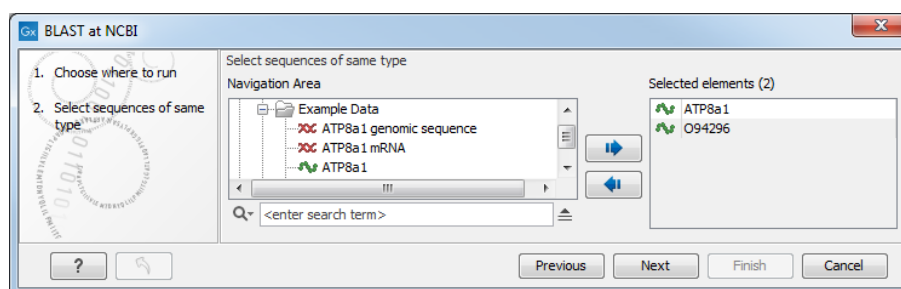 Gx BLAST at NCBI
X
1. Choose where to run
2. Select sequences of same
type
Select sequences of same type
Navigation Area
Example Data
ATP8a1 genomic sequence
ATP8a1 mRNA
ATP8a1
<enter search term>
Selected elements (2)
ATP8a1
O94296
?
Previous
Next
Finish
Cancel